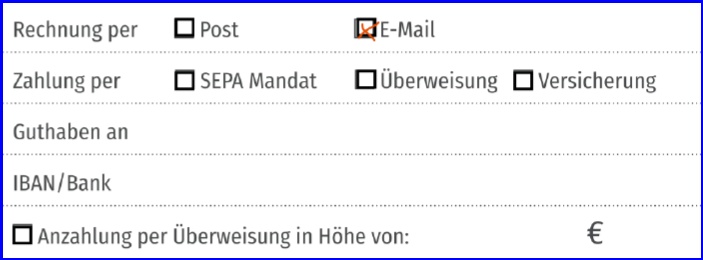 Rechnung per ☐ Post ☒ E-Mail
Zahlung per ☐ SEPA Mandat ☐ Überweisung ☐ Versicherung
Guthaben an
IBAN/Bank
☐ Anzahlung per Überweisung in Höhe von: €